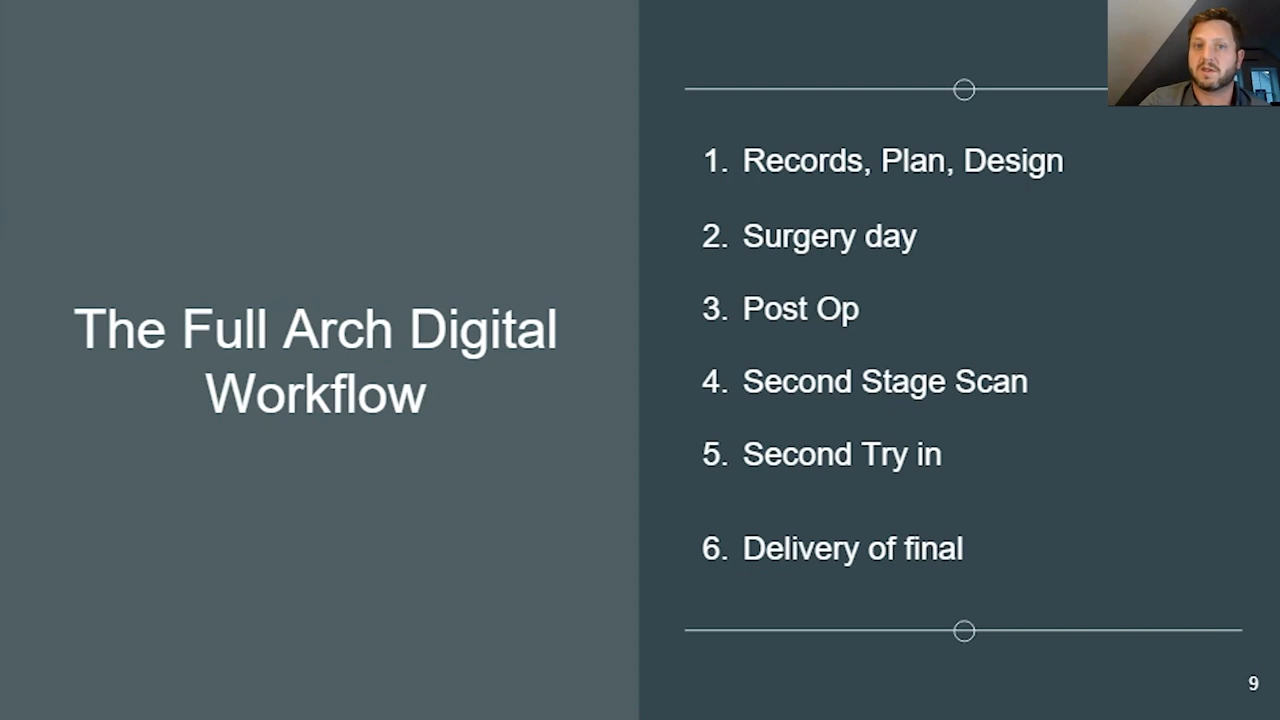 The Full Arch Digital
Workflow
1. Records, Plan, Design
2. Surgery day
3. Post Op
4. Second Stage Scan
5. Second Try in
6. Delivery of final
9